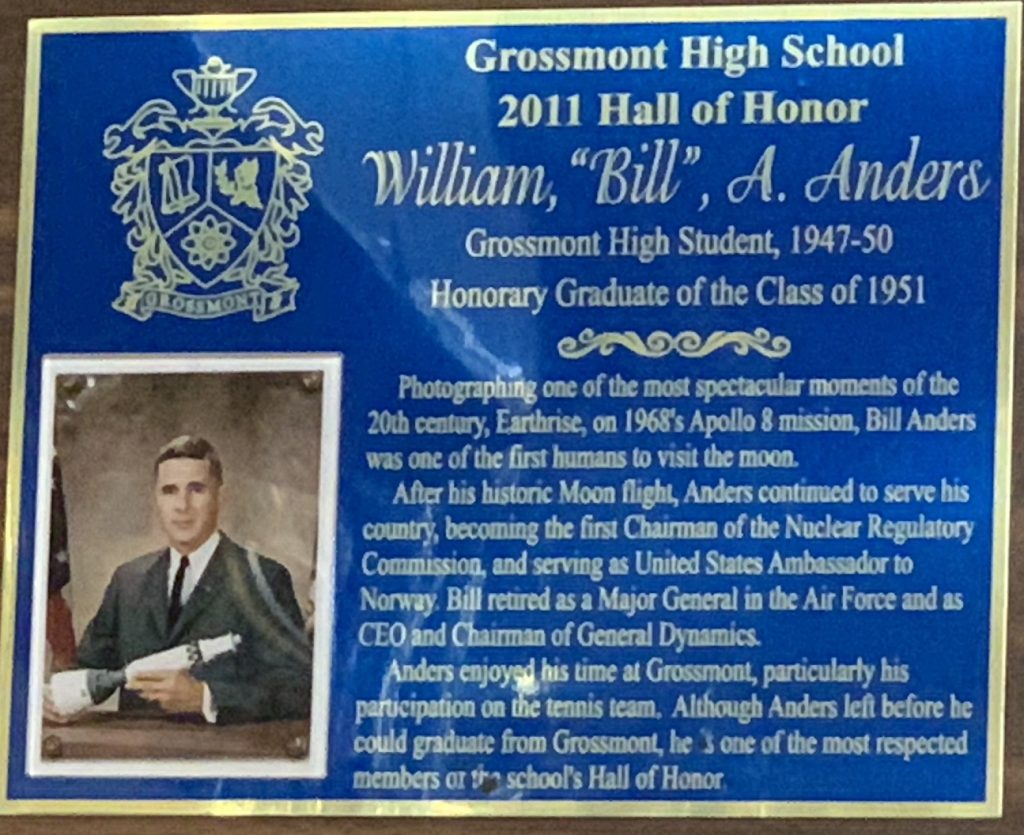 Grossmont High School
2011 Hall of Honor
William, "Bill", A. Anders
Grossmont High Student, 1947-50
Honorary Graduate of the Class of 1951
GROSSMONT
Photographing one of the most spectacular moments of the
20th century, Earthrise, on 1968's Apollo 8 mission, Bill Anders
was one of the first humans to visit the moon.
After his historic Moon flight, Anders continued to serve his
country, becoming the first Chairman of the Nuclear Regulatory
Commission, and serving as United States Ambassador to
Norway. Bill retired as a Major General in the Air Force and as
CEO and Chairman of General Dynamics.
Anders enjoyed his time at Grossmont, particularly his
participation on the tennis team. Although Anders left before he
could graduate from Grossmont, he is one of the most respected
members of the school's Hall of Honor.